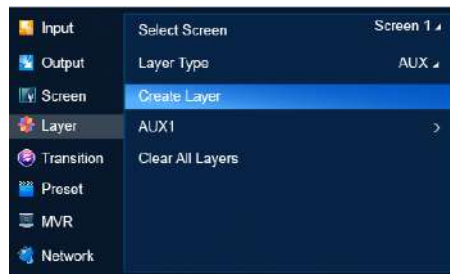 Input
Output
Screen
Layer
Transition
Preset
MVR
Network
Select Screen Screen 1
Layer Type AUX
Create Layer
AUX1 >
Clear All Layers